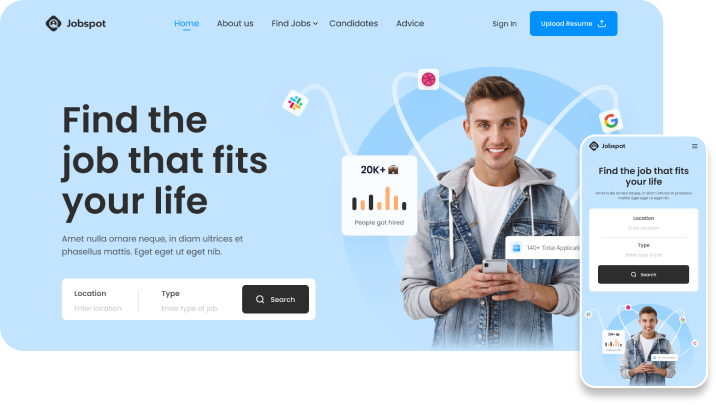 Jobspot
Home
About us
Find Jobs
Candidates
Advice
Sign In
Upload Resume
Find the
job that fits
your life
Amet nulla ornare neque, in diam ultrices et
phasellus mattis. Eget eget ut eget nib.
Location
Enter location
Type
Enter type of job
Search
20K+
People got hired
140+ Total Applicati
Jobspot
Find the job that fits
your life
Amet nulla ornare neque, in diam ultrices et phasellus
mattis Eget eget ut eget nib.
Location
Enter location
Type
Enter type of job
Search
20K+